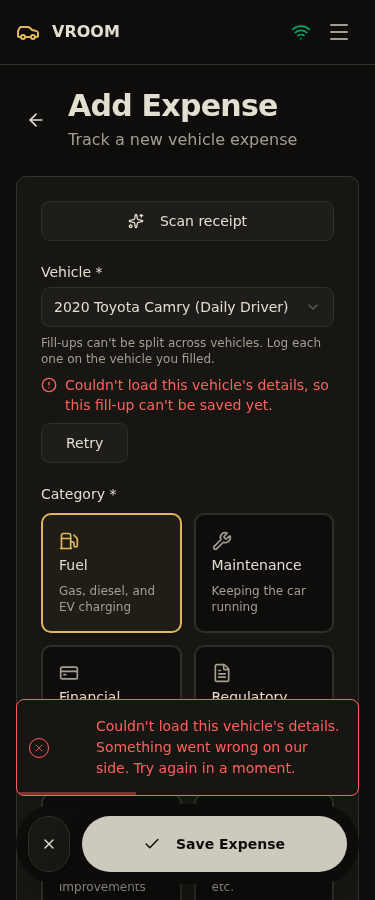 VROOM
Add Expense
Track a new vehicle expense
Scan receipt
Vehicle *
2020 Toyota Camry (Daily Driver)
Fill-ups can't be split across vehicles. Log each
one on the vehicle you filled.
Couldn't load this vehicle's details, so
this fill-up can't be saved yet.
Retry
Category *
Fuel
Gas, diesel, and
EV charging
Maintenance
Keeping the car
running
Financial
Regulatory
Couldn't load this vehicle's details.
Something went wrong on our
side. Try again in a moment.
Save Expense
improvements
etc.